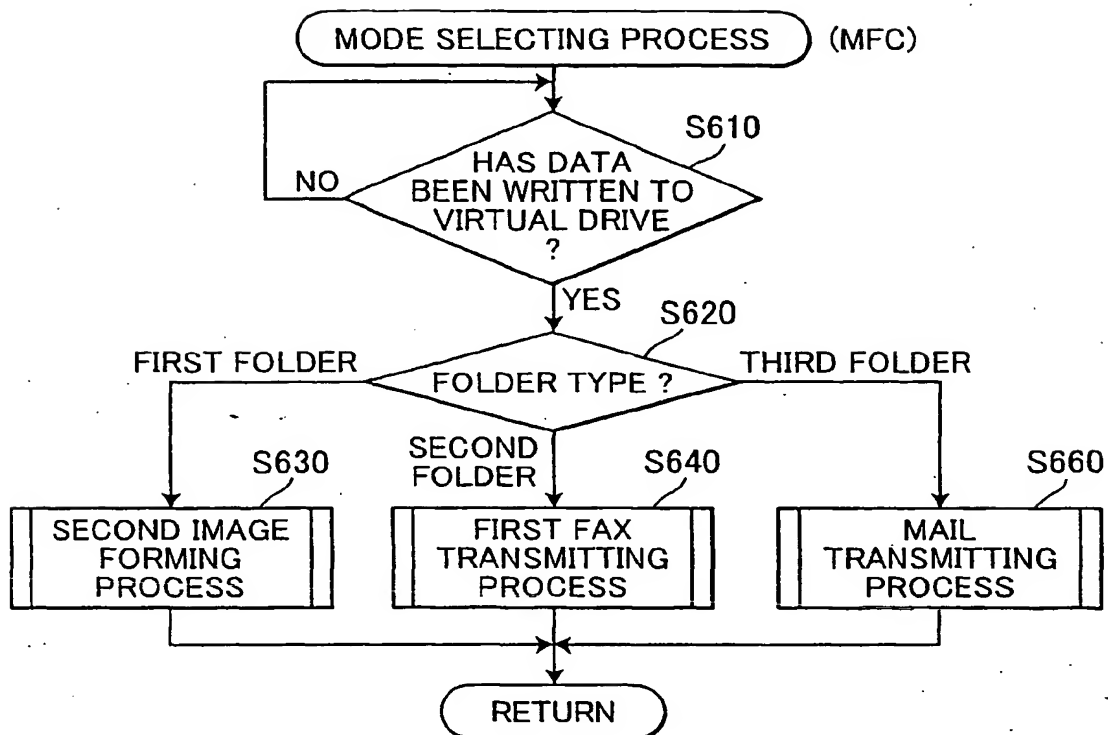 MODE SELECTING PROCESS (MFC)
S610
HAS DATA
BEEN WRITTEN TO
VIRTUAL DRIVE
?
NO
YES
S620
FIRST FOLDER
FOLDER TYPE ?
THIRD FOLDER
SECOND
FOLDER
S630
S640
S660
SECOND IMAGE
FORMING
PROCESS
FIRST FAX
TRANSMITTING
PROCESS
MAIL
TRANSMITTING
PROCESS
RETURN